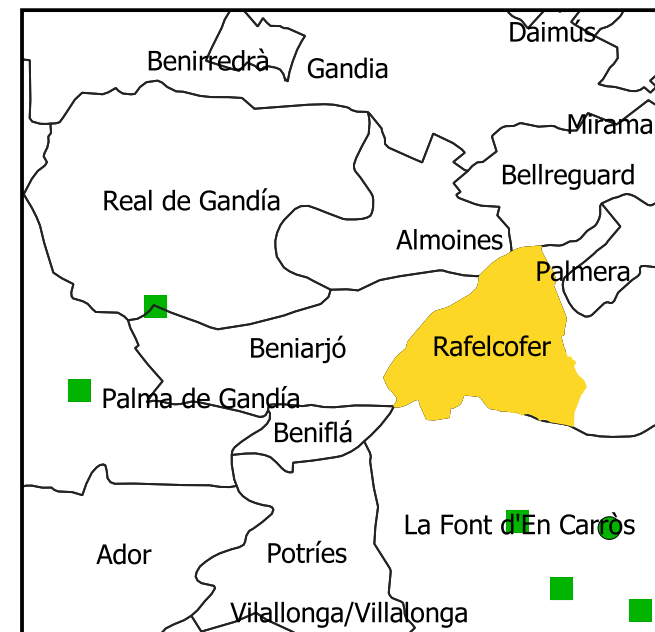 Daimús
Benirredrà
Gandia
Mirama
Bellreguard
Real de Gandía
Almoines
Palmera
Beniarjó
Rafelcofer
Palma de Gandía
Beniflá
La Font d'En Carròs
Ador
Potríes
Vilallonga/Villalonga